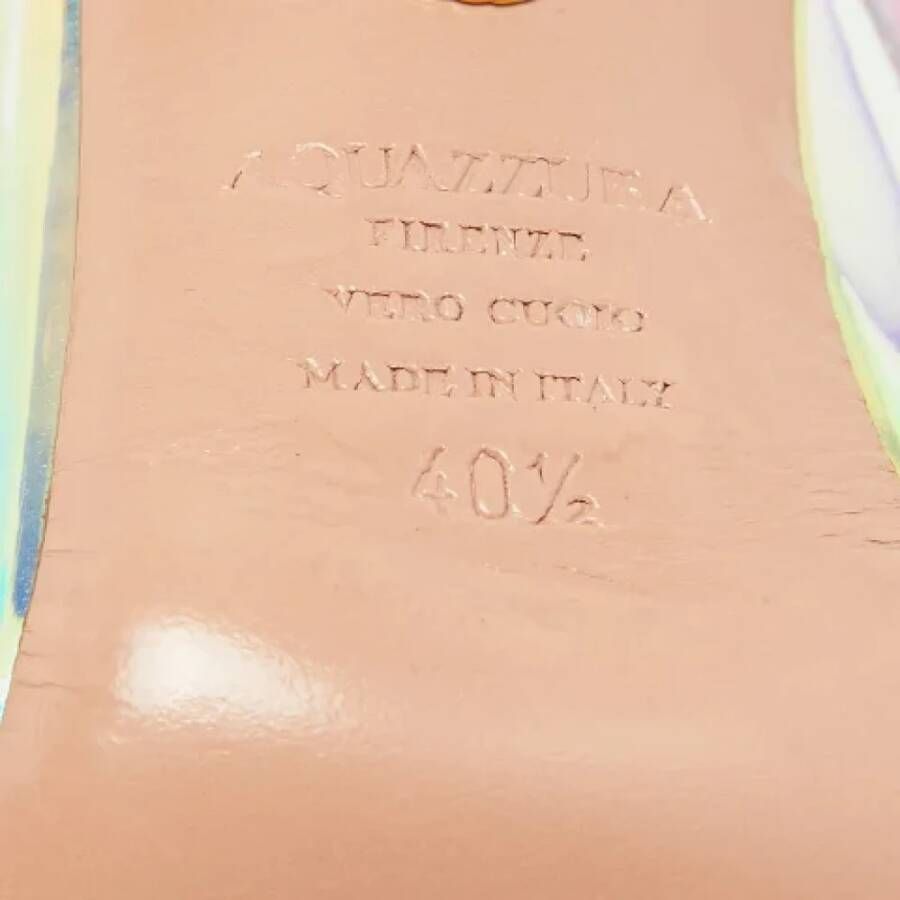 AQUAZZURA
FIRENZE
VERO CUOIO
MADE IN ITALY
40½